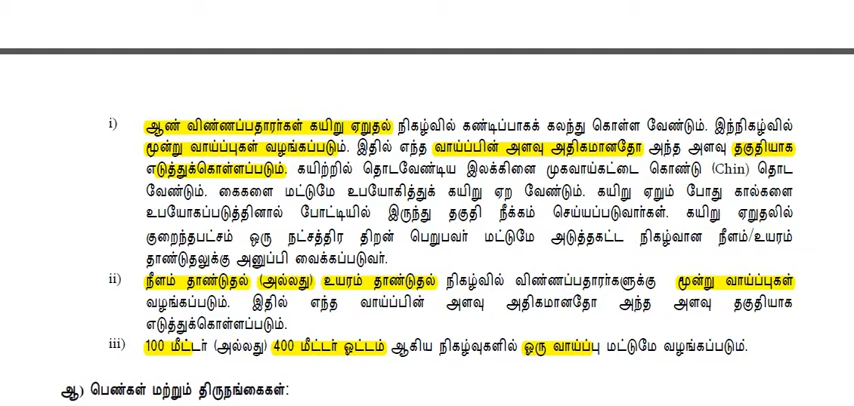 i) ஆண் விண்ணப்பதாரர்கள் கயிறு ஏறுதல் நிகழ்வில் கண்டிப்பாகக் கலந்து கொள்ள வேண்டும். இந்நிகழ்வில்
மூன்று வாய்ப்புகள் வழங்கப்படும். இதில் எந்த வாய்ப்பின் அளவு அதிகமானதோ அந்த அளவு தகுதியாக
எடுத்துக்கொள்ளப்படும். கயிற்றில் தொடவேண்டிய இலக்கினை முகவாய்கட்டை கொண்டு (Chin) தொட
வேண்டும். கைகளை மட்டுமே உபயோகித்துக் கயிறு ஏற வேண்டும். கயிறு ஏறும் போது கால்களை
உபயோகப்படுத்தினால் போட்டியில் இருந்து தகுதி நீக்கம் செய்யப்படுவார்கள். கயிறு ஏறுதலில்
குறைந்தபட்சம் ஒரு நட்சத்திர திறன் பெறுபவர் மட்டுமே அடுத்தகட்ட நிகழ்வான நீளம்/உயரம்
தாண்டுதலுக்கு அனுப்பி வைக்கப்படுவர்.
ii) நீளம் தாண்டுதல் (அல்லது) உயரம் தாண்டுதல் நிகழ்வில் விண்ணப்பதாரர்களுக்கு மூன்று வாய்ப்புகள்
வழங்கப்படும். இதில் எந்த வாய்ப்பின் அளவு அதிகமானதோ அந்த அளவு தகுதியாக
எடுத்துக்கொள்ளப்படும்.
iii) 100 மீட்டர் (அல்லது) 400 மீட்டர் ஓட்டம் ஆகிய நிகழ்வுகளில் ஓரு வாய்ப்பு மட்டுமே வழங்கப்படும்.
ஆ) பெண்கள் மற்றும் திருநங்கைகள்: